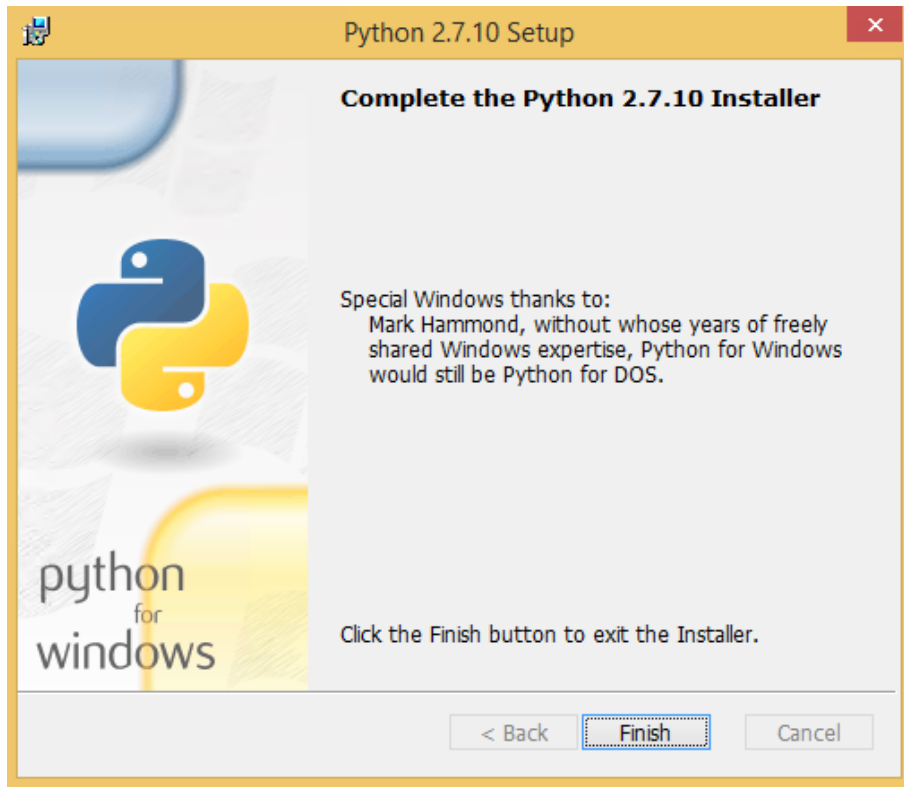 Python 2.7.10 Setup
Complete the Python 2.7.10 Installer
Special Windows thanks to:
Mark Hammond, without whose years of freely
shared Windows expertise, Python for Windows
would still be Python for DOS.
python
for
windows
Click the Finish button to exit the Installer.
< Back
Finish
Cancel